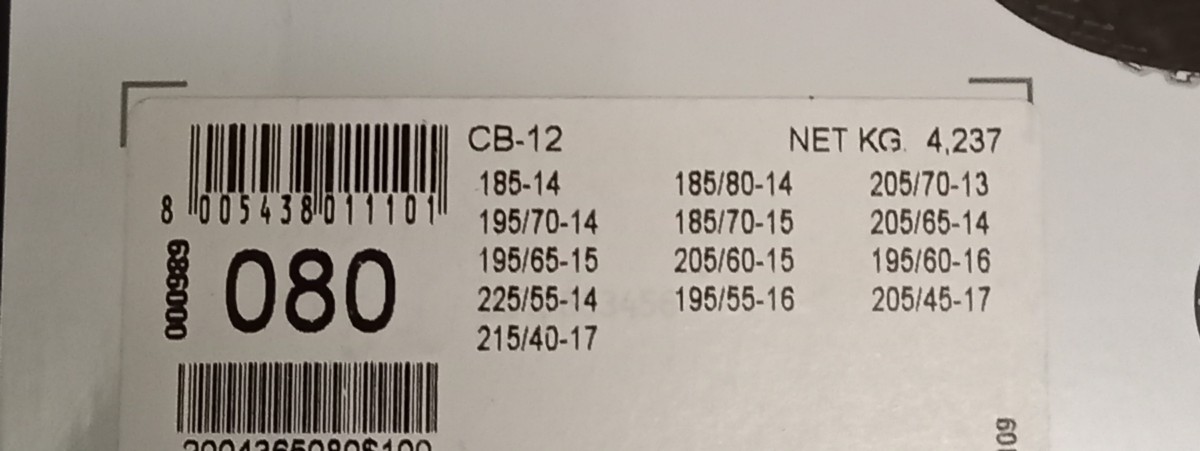 CB-12 NET KG. 4,237
185-14 185/80-14 205/70-13
195/70-14 185/70-15 205/65-14
195/65-15 205/60-15 195/60-16
225/55-14 195/55-16 205/45-17
215/40-17
8 005438 011101
000989
080
109